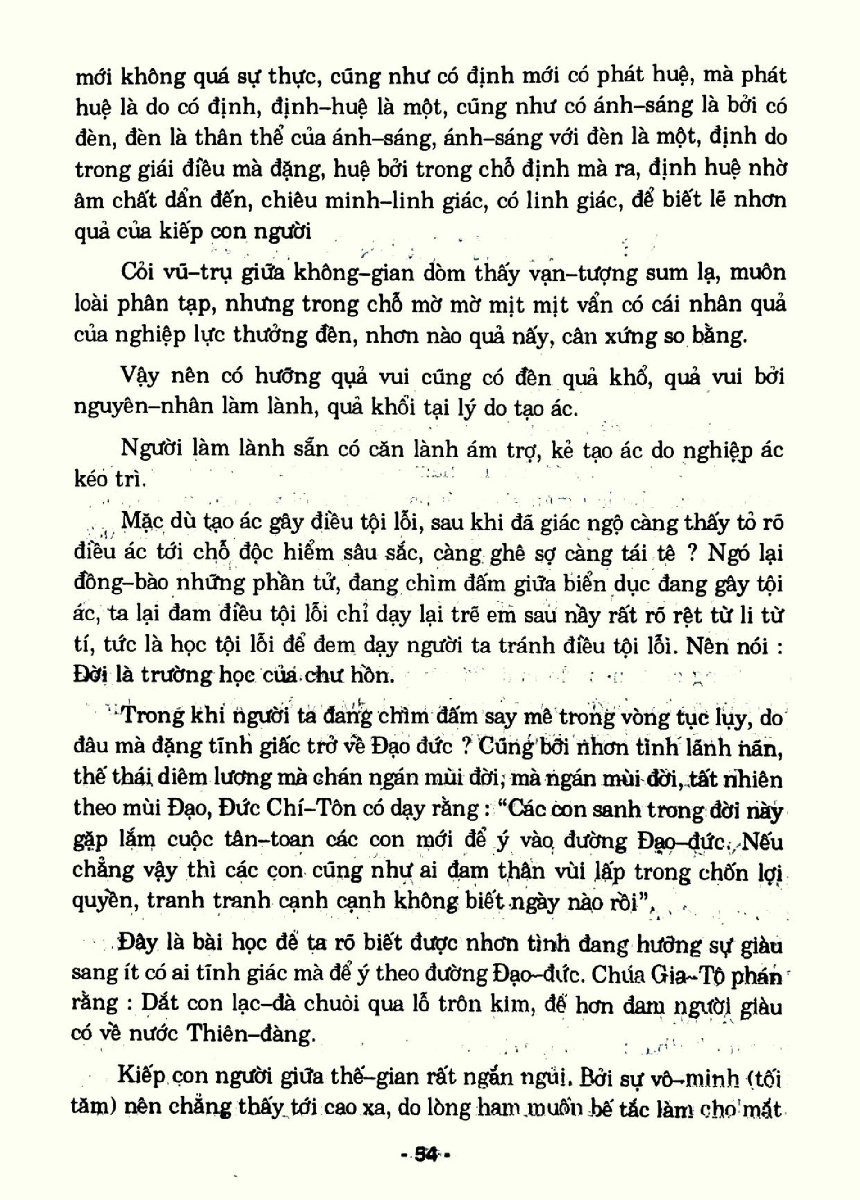 mới không quá sự thực, cũng như có định mới có phát huệ, mà phát
huệ là do có định, định–huệ là một, cũng như có ánh–sáng là bởi có
đèn, đèn là thân thể của ánh–sáng, ánh–sáng với đèn là một, định do
trong giái điều mà đặng, huệ bởi trong chỗ định mà ra, định huệ nhờ
âm chất dẩn đến, chiêu minh–linh giác, có linh giác, để biết lẽ nhơn
quả của kiếp con người
Cỏi vũ–trụ giữa không–gian dòm thấy vạn–tượng sum lạ, muôn
loài phân tạp, nhưng trong chỗ mờ mờ mịt mịt vẩn có cái nhân quả
của nghiệp lực thưởng đền, nhơn nào quả nấy, cân xứng so bằng.
Vậy nên có hưỡng quả vui cũng có đền quả khổ, quả vui bởi
nguyên–nhân làm lành, quả khổi tại lý do tạo ác.
Người làm lành sẳn có căn lành ám trợ, kẻ tạo ác do nghiệp ác
kéo trì.
Mặc dù tạo ác gây điều tội lỗi, sau khi đã giác ngộ càng thấy tỏ rõ
điều ác tới chỗ độc hiểm sâu sắc, càng ghê sợ càng tái tê ? Ngó lại
đồng–bào những phần tử, đang chìm đấm giữa biển dục đang gây tội
ác, ta lại đam điều tội lỗi chỉ dạy lại trẽ em sau nầy rất rõ rệt từ li từ
tí, tức là học tội lỗi để đem dạy người ta tránh điều tội lỗi. Nên nói :
Đời là trường học của chư hồn.
Trong khi người ta đang chìm đấm say mê trong vòng tục lụy, do
đâu mà đặng tĩnh giấc trở về Đạo đức ? Cũng bởi nhơn tình lãnh nãn,
thế thái diêm lương mà chán ngán mùi đời, mà ngán mùi đời, tất nhiên
theo mùi Đạo, Đức Chí–Tôn có dạy rằng : “Các con sanh trong đời này
gặp lắm cuộc tân–toan các con mới để ý vào đường Đạo–đức. Nếu
chẳng vậy thì các con cũng như ai đam thân vùi lấp trong chốn lợi
quyền, tranh tranh cạnh cạnh không biết ngày nào rồi”.
Đây là bài học để ta rõ biết được nhơn tình đang hưỡng sự giàu
sang ít có ai tĩnh giác mà để ý theo đường Đạo–đức. Chúa Gia–Tô phán
rằng : Dắt con lạc–đà chuòi qua lỗ trôn kim, để hơn đam người giàu
có về nước Thiên–đàng.
Kiếp con người giữa thế–gian rất ngắn ngủi. Bởi sự vô–minh (tối
tăm) nên chẳng thấy tới cao xa, do lòng ham muốn bế tắc làm cho mất
- 54 -